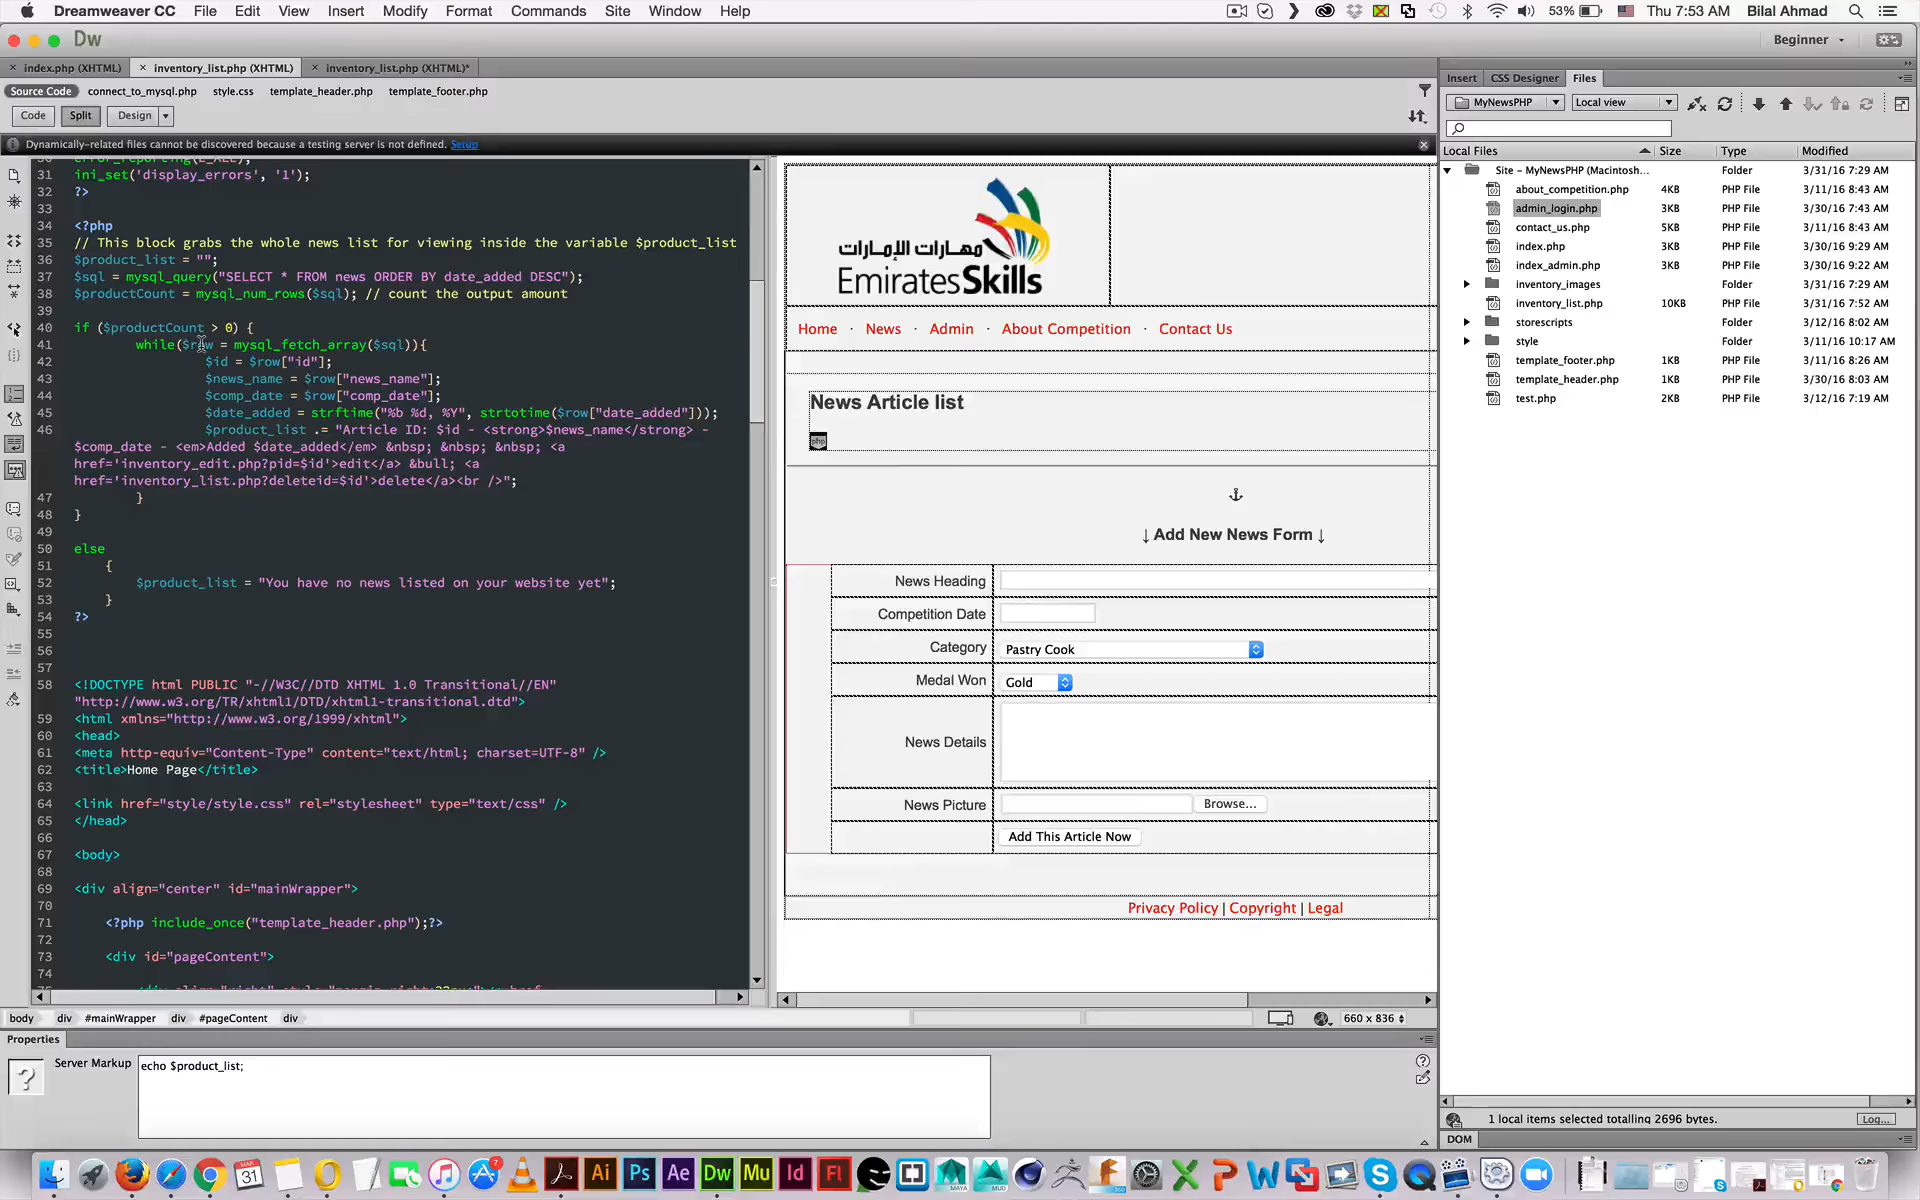 Dreamweaver CC File Edit View Insert Modify Format Commands Site Window Help 53% Thu 7:53 AM Bilal Ahmad
Dw Beginner
index.php (XHTML) inventory_list.php (XHTML) inventory_list.php (XHTML)*
Source Code connect_to_mysql.php style.css template_header.php template_footer.php
Code Split Design
Dynamically-related files cannot be discovered because a testing server is not defined. Setup
30 error_reporting(E_ALL);
31 ini_set('display_errors', '1');
32 ?>
33
34 <?php
35 // This block grabs the whole news list for viewing inside the variable $product_list
36 $product_list = "";
37 $sql = mysql_query("SELECT * FROM news ORDER BY date_added DESC");
38 $productCount = mysql_num_rows($sql); // count the output amount
39
40 if ($productCount > 0) {
41 while($row = mysql_fetch_array($sql)){
42 $id = $row["id"];
43 $news_name = $row["news_name"];
44 $comp_date = $row["comp_date"];
45 $date_added = strftime("%b %d, %Y", strtotime($row["date_added"]));
46 $product_list .= "Article ID: $id - <strong>$news_name</strong> -
$comp_date - <em>Added $date_added</em> &nbsp; &nbsp; &nbsp; <a
href='inventory_edit.php?pid=$id'>edit</a> &bull; <a
href='inventory_list.php?deleteid=$id'>delete</a><br />";
47 }
48 }
49
50 else
51 {
52 $product_list = "You have no news listed on your website yet";
53 }
54 ?>
55
56
57
58 <!DOCTYPE html PUBLIC "-//W3C//DTD XHTML 1.0 Transitional//EN"
"http://www.w3.org/TR/xhtml1/DTD/xhtml1-transitional.dtd">
59 <html xmlns="http://www.w3.org/1999/xhtml">
60 <head>
61 <meta http-equiv="Content-Type" content="text/html; charset=UTF-8" />
62 <title>Home Page</title>
63
64 <link href="style/style.css" rel="stylesheet" type="text/css" />
65 </head>
66
67 <body>
68
69 <div align="center" id="mainWrapper">
70
71 <?php include_once("template_header.php");?>
72
73 <div id="pageContent">
74
مهارات الإمارات
EmiratesSkills
Home · News · Admin · About Competition · Contact Us
News Article list
php
↓ Add New News Form ↓
News Heading
Competition Date
Category Pastry Cook
Medal Won Gold
News Details
News Picture Browse...
Add This Article Now
Privacy Policy | Copyright | Legal
body div #mainWrapper div #pageContent div 660 x 836
Properties
Server Markup echo $product_list;
Insert CSS Designer Files
MyNewsPHP Local view
Local Files Size Type Modified
Site – MyNewsPHP (Macintosh... Folder 3/31/16 7:29 AM
about_competition.php 4KB PHP File 3/11/16 8:43 AM
admin_login.php 3KB PHP File 3/30/16 7:43 AM
contact_us.php 5KB PHP File 3/11/16 8:43 AM
index.php 3KB PHP File 3/30/16 9:29 AM
index_admin.php 3KB PHP File 3/30/16 9:22 AM
inventory_images Folder 3/31/16 7:29 AM
inventory_list.php 10KB PHP File 3/31/16 7:52 AM
storescripts Folder 3/12/16 8:02 AM
style Folder 3/11/16 10:17 AM
template_footer.php 1KB PHP File 3/11/16 8:26 AM
template_header.php 1KB PHP File 3/30/16 8:03 AM
test.php 2KB PHP File 3/12/16 7:19 AM
1 local items selected totalling 2696 bytes. Log...
DOM
MAR 31 7 Ai Ps Ae Dw Mu Id Fl MAYA MUD